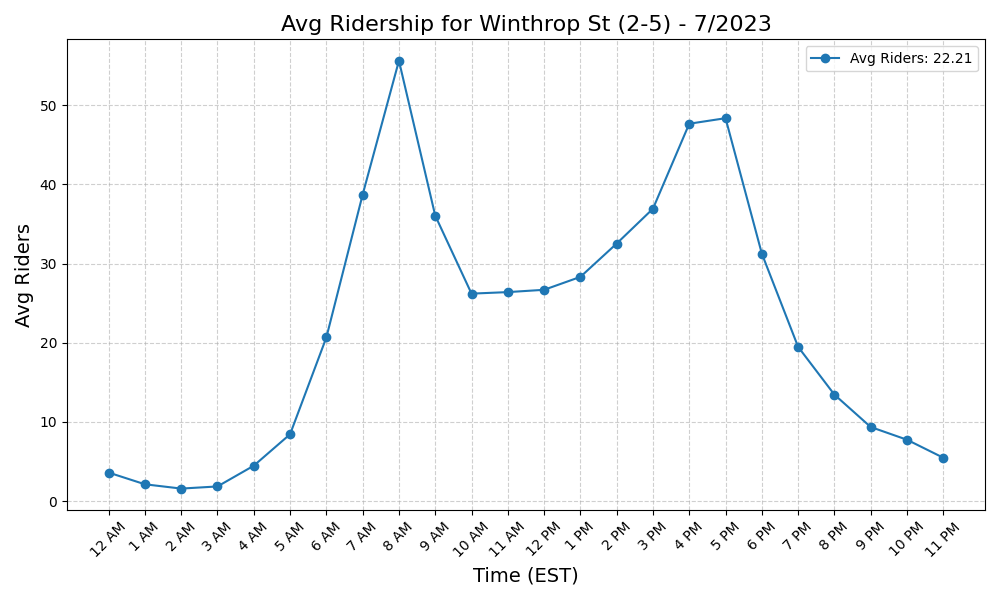 Avg Ridership for Winthrop St (2-5) - 7/2023
Avg Riders: 22.21
Avg Riders
50
40
30
20
10
0
12 AM
1 AM
2 AM
3 AM
4 AM
5 AM
6 AM
7 AM
8 AM
9 AM
10 AM
11 AM
12 PM
1 PM
2 PM
3 PM
4 PM
5 PM
6 PM
7 PM
8 PM
9 PM
10 PM
11 PM
Time (EST)